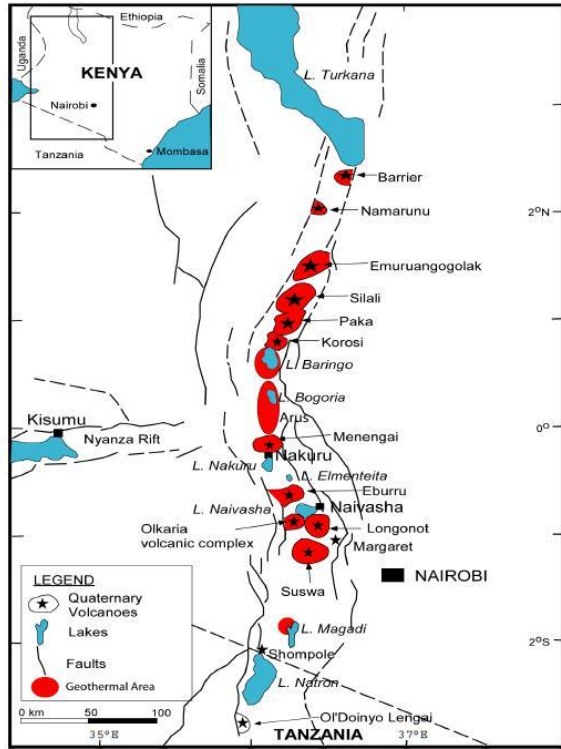 Ethiopia
Uganda
KENYA
Somalia
Nairobi
Tanzania
Mombasa
L. Turkana
Barrier
2°N
Namarunu
Emuruangogolak
Silali
Paka
Korosi
L. Baringo
L. Bogoria
Arus
Kisumu
Nyanza Rift
0°
Menengai
Nakuru
L. Nakuru
L. Elmenteita
Eburru
L. Naivasha
Naivasha
Olkaria
volcanic complex
Longonot
Margaret
Suswa
NAIROBI
LEGEND
Quaternary
Volcanoes
Lakes
Faults
Geothermal Area
0 km 50 100
L. Magadi
2°S
Shompole
L. Natron
Ol'Doinyo Lengai
TANZANIA
35°E
37°E